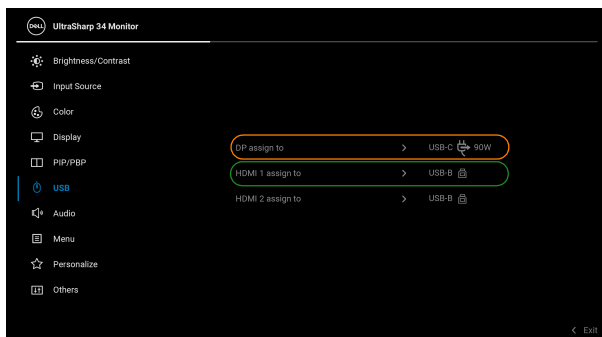 DELL UltraSharp 34 Monitor
Brightness/Contrast
Input Source
Color
Display
PIP/PBP
USB
Audio
Menu
Personalize
Others
DP assign to > USB-C 90W
HDMI 1 assign to > USB-B
HDMI 2 assign to > USB-B
< Exit